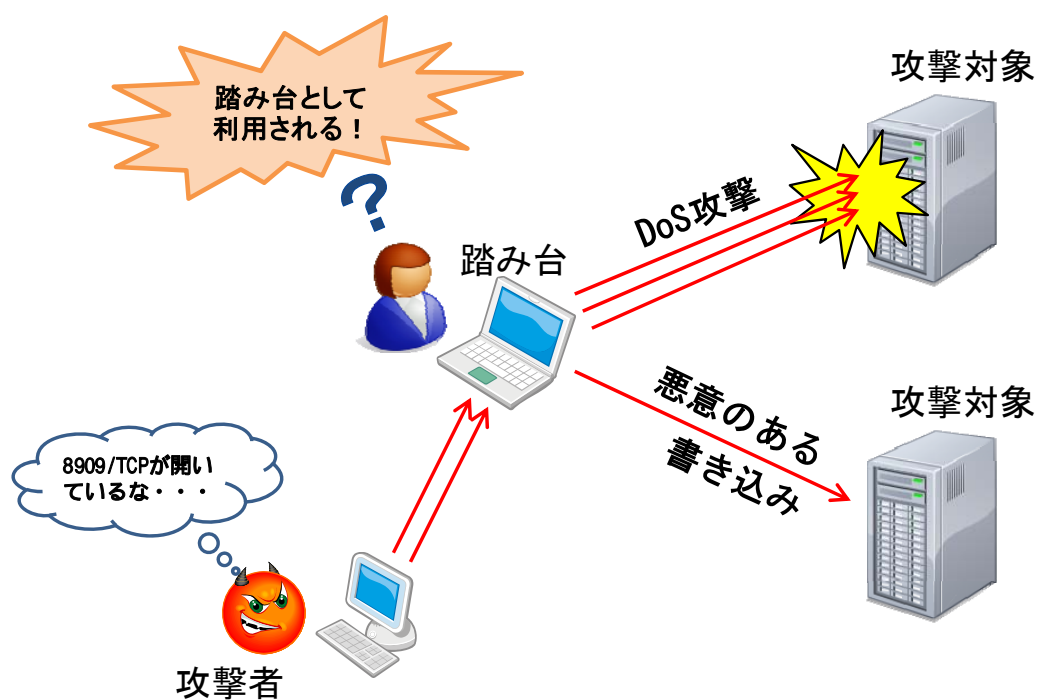 踏み台として
利用される！
?
攻撃対象
DoS攻撃
踏み台
悪意のある
書き込み
攻撃対象
8909/TCPが開い
ているな・・・
攻撃者